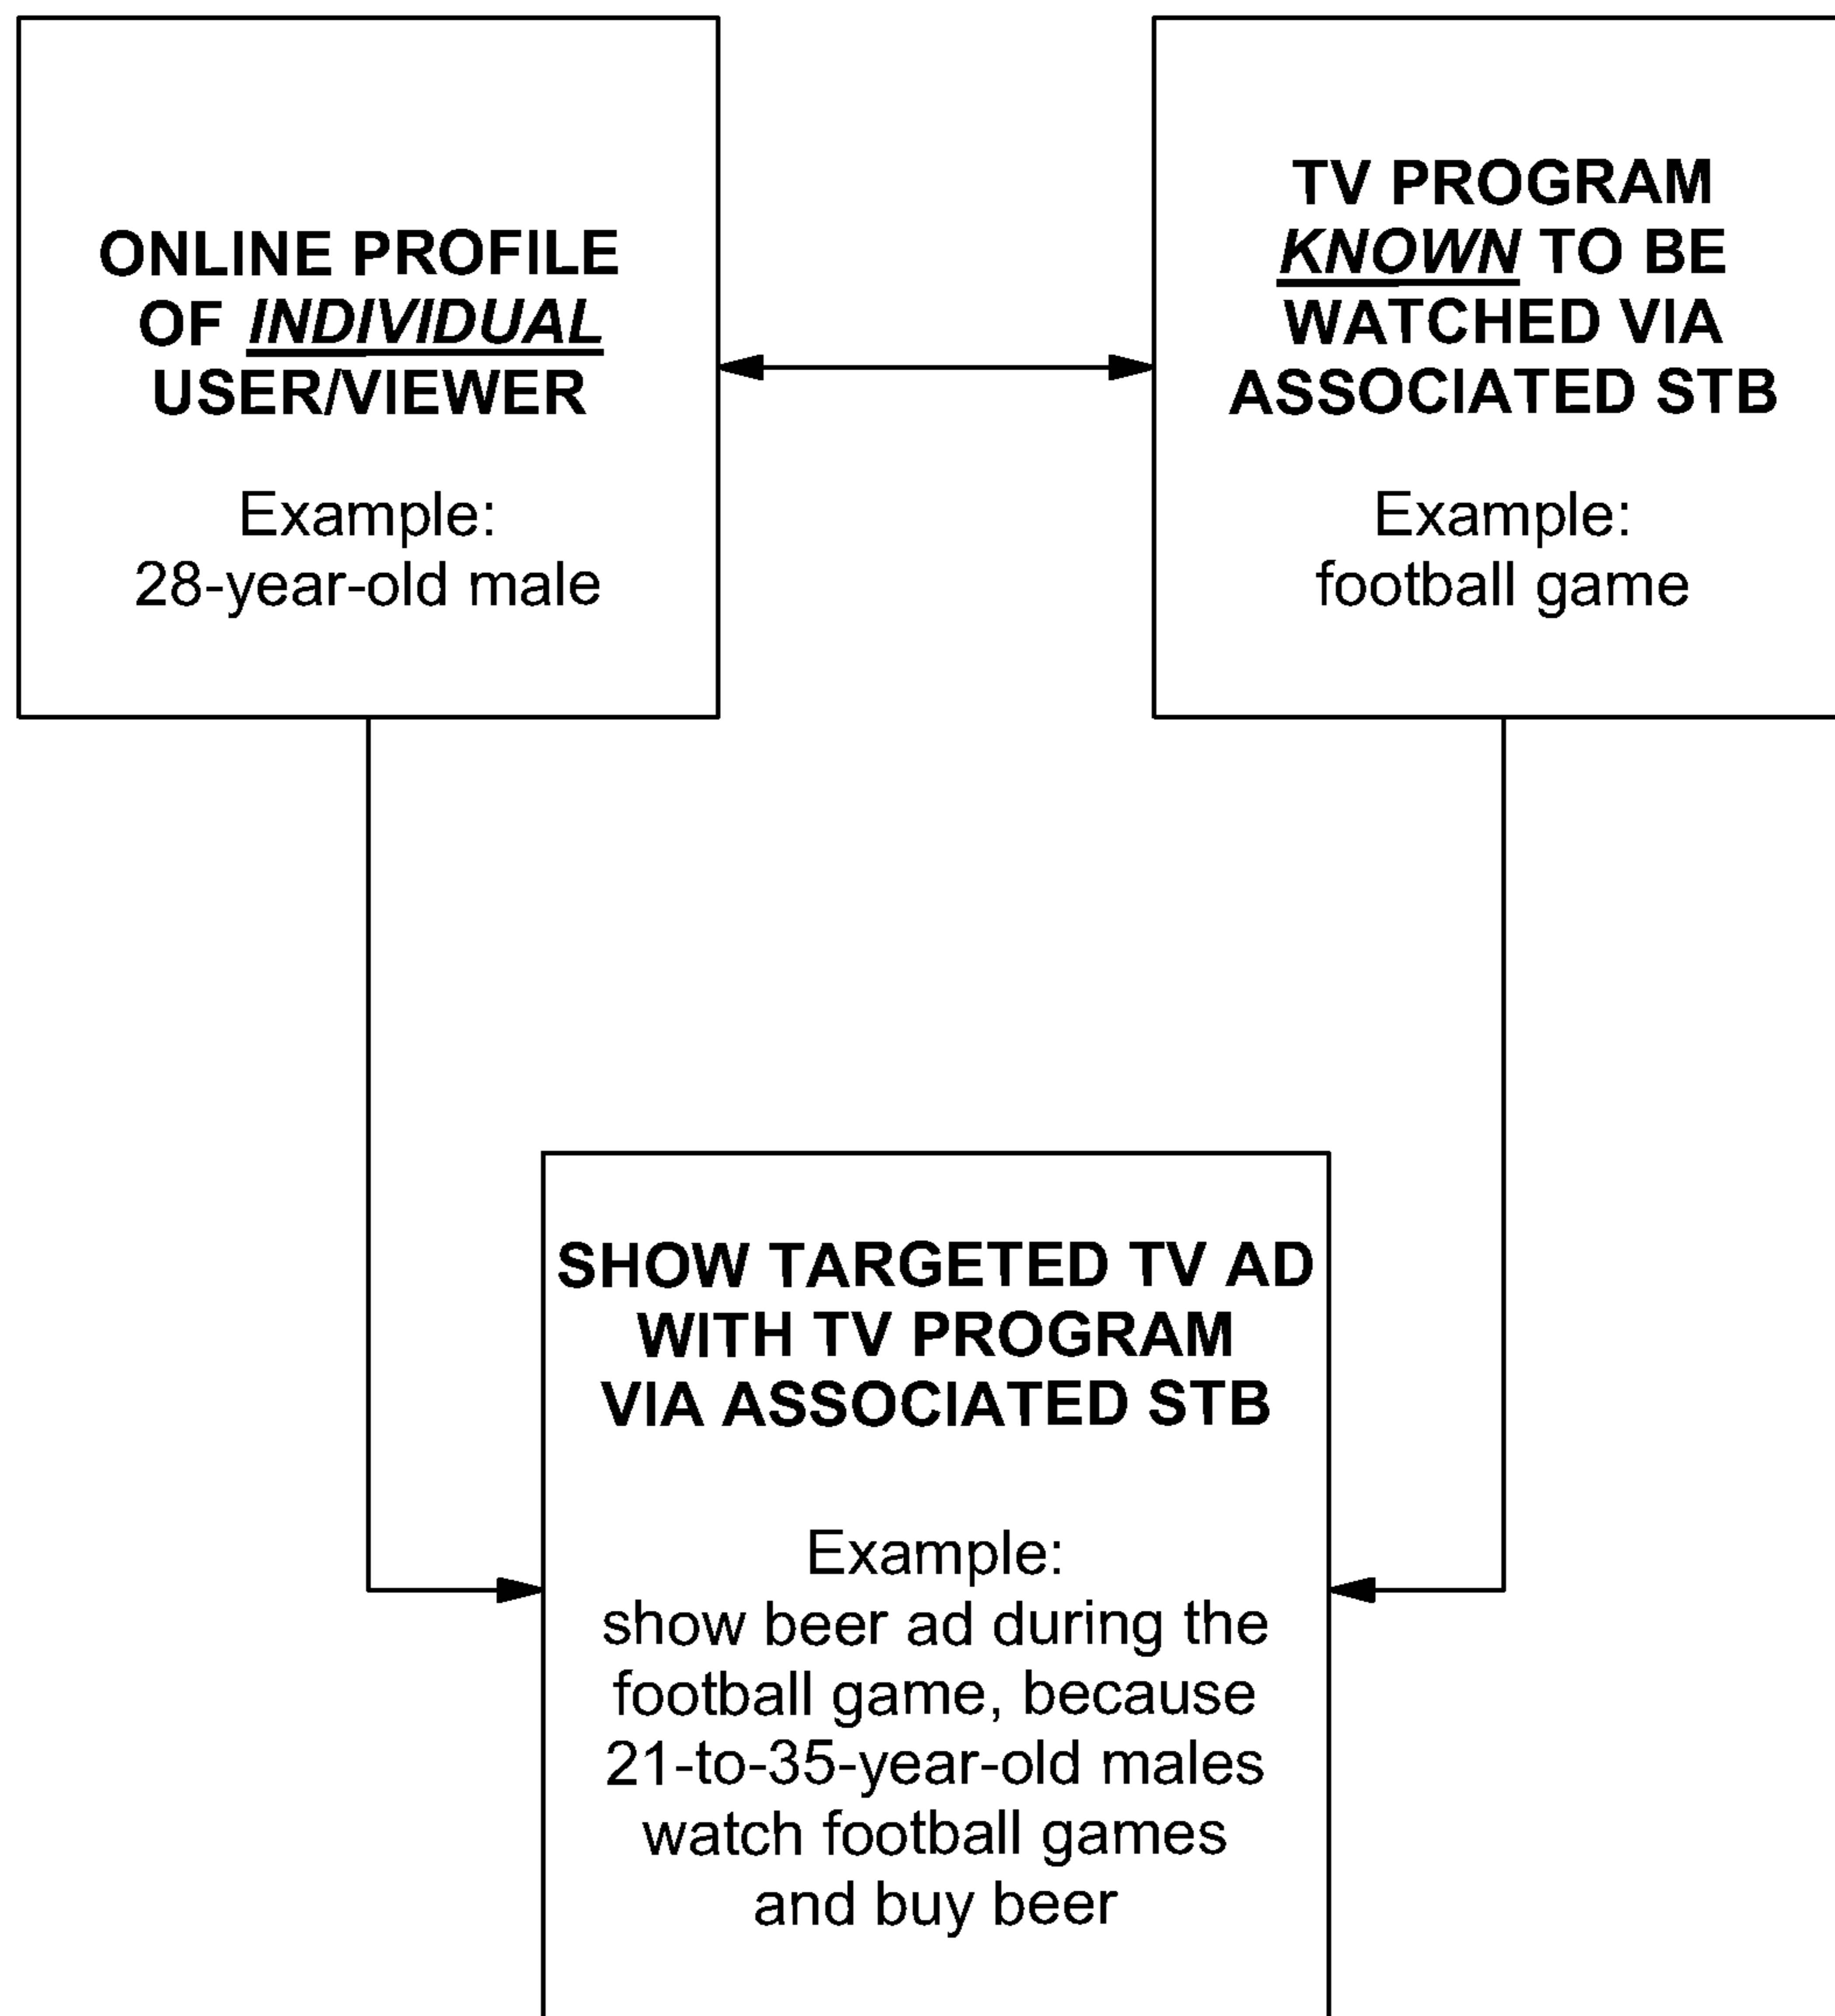 ONLINE PROFILE
OF INDIVIDUAL
USER/VIEWER
Example:
28-year-old male
TV PROGRAM
KNOWN TO BE
WATCHED VIA
ASSOCIATED STB
Example:
football game
SHOW TARGETED TV AD
WITH TV PROGRAM
VIA ASSOCIATED STB
Example:
show beer ad during the
football game, because
21-to-35-year-old males
watch football games
and buy beer